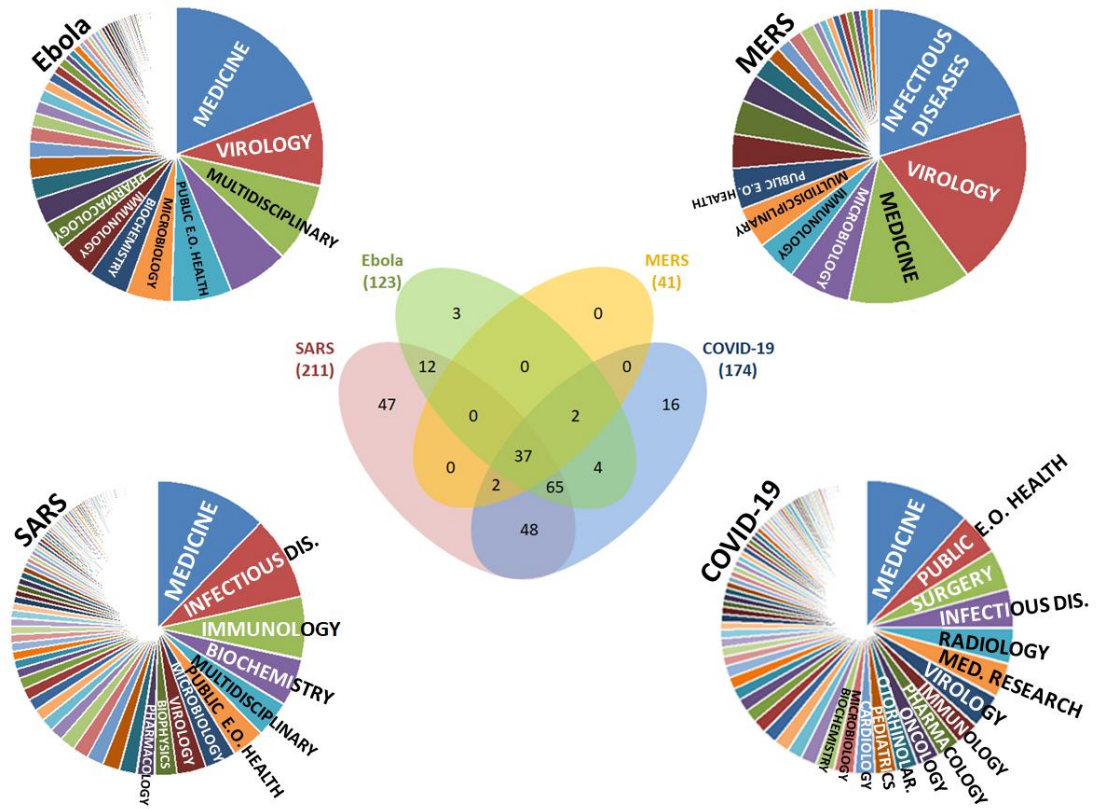 Ebola
MEDICINE
VIROLOGY
MULTIDISCIPLINARY
PUBLIC E.O. HEALTH
MICROBIOLOGY
BIOCHEMISTRY
IMMUNOLOGY
PHARMACOLOGY
MERS
INFECTIOUS
DISEASES
VIROLOGY
MEDICINE
MICROBIOLOGY
IMMUNOLOGY
MULTIDISCIPLINARY
PUBLIC E.O. HEALTH
Ebola
(123)
MERS
(41)
SARS
(211)
COVID-19
(174)
3
0
12
0
0
47
0
2
16
37
0
2
65
4
48
SARS
MEDICINE
INFECTIOUS DIS.
IMMUNOLOGY
BIOCHEMISTRY
MULTIDISCIPLINARY
PUBLIC E.O. HEALTH
MICROBIOLOGY
VIROLOGY
BIOPHYSICS
PHARMACOLOGY
COVID-19
MEDICINE
PUBLIC E.O. HEALTH
SURGERY
INFECTIOUS DIS.
RADIOLOGY
MED. RESEARCH
VIROLOGY
IMMUNOLOGY
PHARMACOLOGY
ONCOLOGY
OTORHINOLAR.
PEDIATRICS
CARDIOLOGY
MICROBIOLOGY
BIOCHEMISTRY